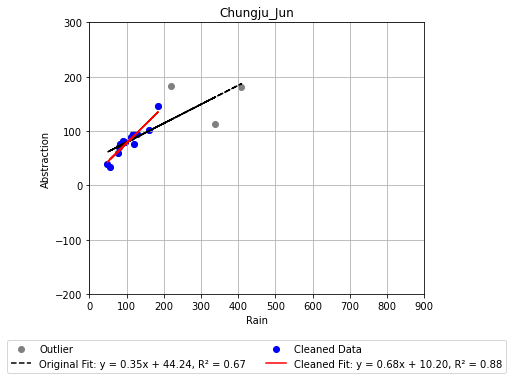 Chungju_Jun
300
200
100
0
−100
−200
Abstraction
0 100 200 300 400 500 600 700 800 900
Rain
Outlier Cleaned Data
Original Fit: y = 0.35x + 44.24, R² = 0.67 Cleaned Fit: y = 0.68x + 10.20, R² = 0.88